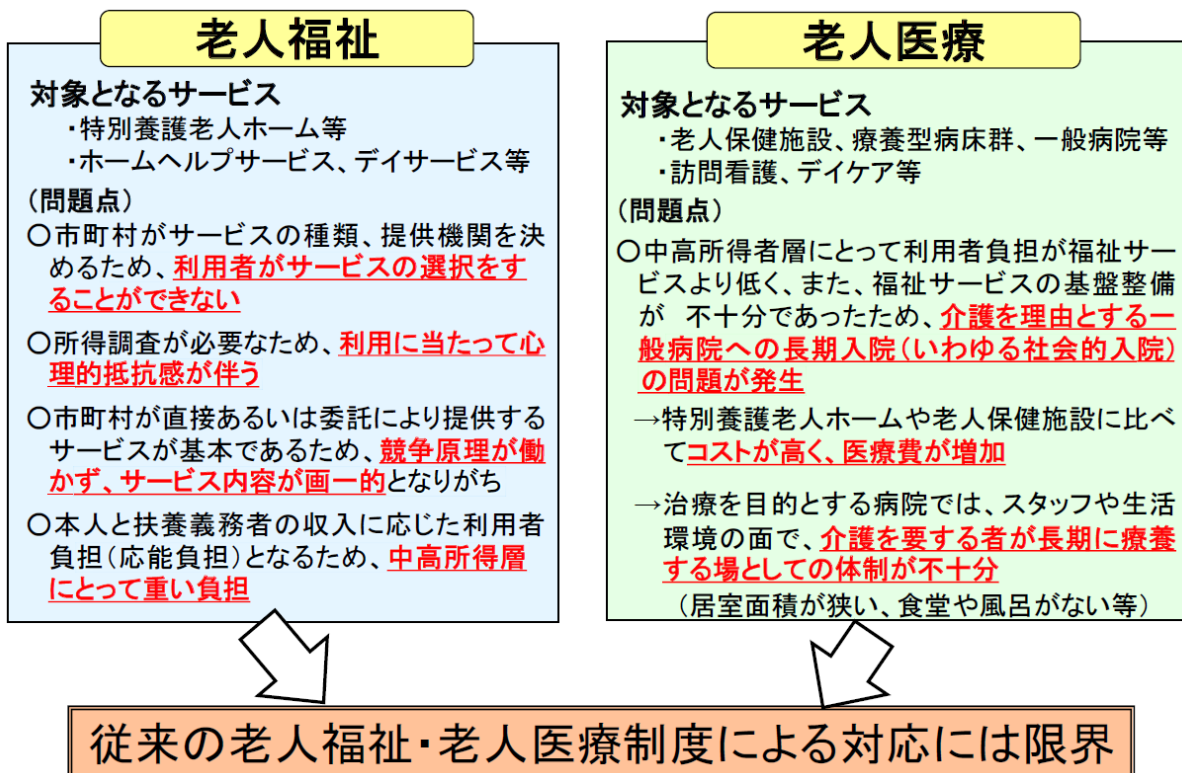 老人福祉
対象となるサービス
・特別養護老人ホーム等
・ホームヘルプサービス、デイサービス等
(問題点)
○市町村がサービスの種類、提供機関を決
めるため、利用者がサービスの選択をす
ることができない
○所得調査が必要なため、利用に当たって心
理的抵抗感が伴う
○市町村が直接あるいは委託により提供する
サービスが基本であるため、競争原理が働
かず、サービス内容が画一的となりがち
○本人と扶養義務者の収入に応じた利用者
負担(応能負担)となるため、中高所得層
にとって重い負担
老人医療
対象となるサービス
・老人保健施設、療養型病床群、一般病院等
・訪問看護、デイケア等
(問題点)
○中高所得者層にとって利用者負担が福祉サー
ビスより低く、また、福祉サービスの基盤整備
が 不十分であったため、介護を理由とする一
般病院への長期入院(いわゆる社会的入院)
の問題が発生
→特別養護老人ホームや老人保健施設に比べ
てコストが高く、医療費が増加
→治療を目的とする病院では、スタッフや生活
環境の面で、介護を要する者が長期に療養
する場としての体制が不十分
(居室面積が狭い、食堂や風呂がない等)
従来の老人福祉・老人医療制度による対応には限界